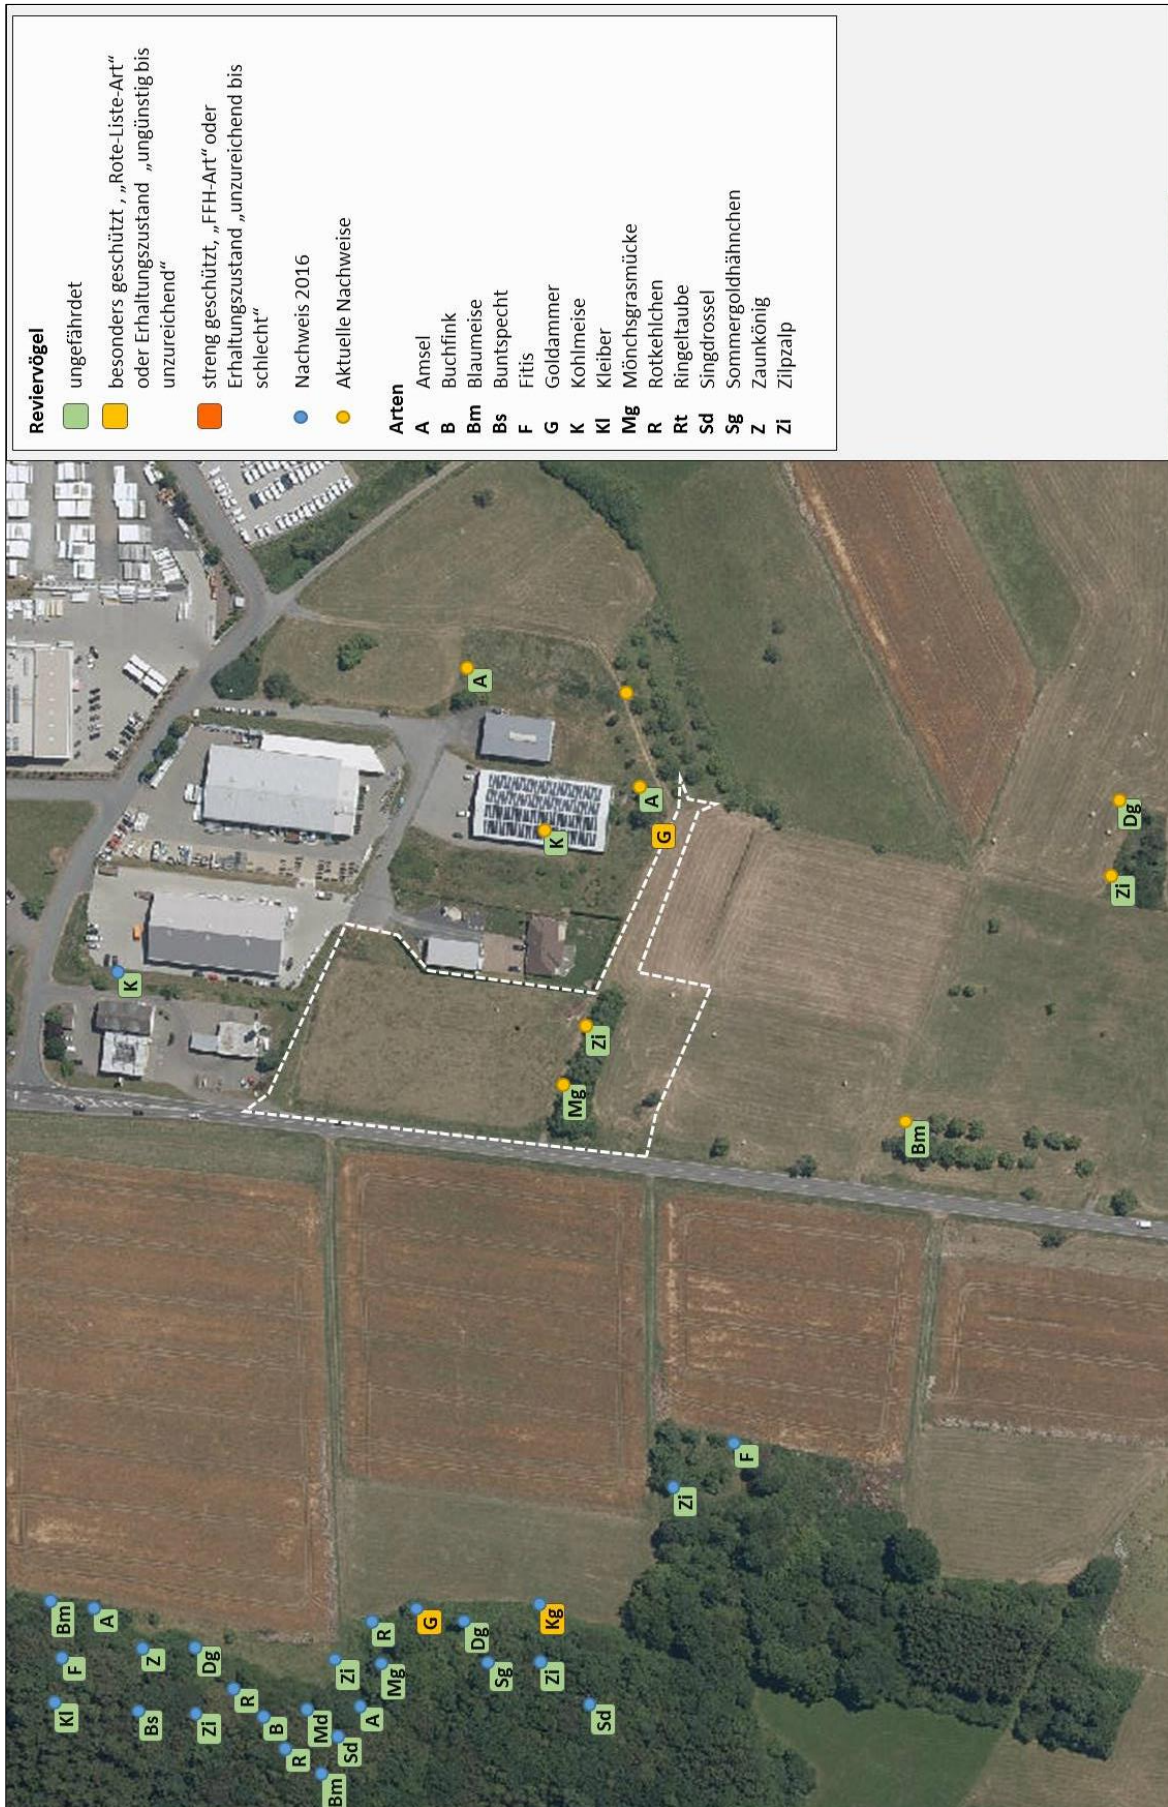 Reviervögel
ungefährdet
besonders geschützt , „Rote-Liste-Art“
oder Erhaltungszustand „ungünstig bis
unzureichend“
streng geschützt, „FFH-Art“ oder
Erhaltungszustand „unzureichend bis
schlecht“
Nachweis 2016
Aktuelle Nachweise
Arten
A Amsel
B Buchfink
Bm Blaumeise
Bs Buntspecht
F Fitis
G Goldammer
K Kohlmeise
Kl Kleiber
Mg Mönchsgrasmücke
R Rotkehlchen
Rt Ringeltaube
Sd Singdrossel
Sg Sommergoldhähnchen
Z Zaunkönig
Zi Zilpzalp
Kl
F
Bm
A
Bs
Z
Zi
Dg
R
B
R
Md
Zi
Bm
Sd
A
Mg
R
G
Dg
Sg
Zi
Kg
Sd
Zi
F
K
Mg
Zi
K
A
A
G
Bm
Zi
Dg